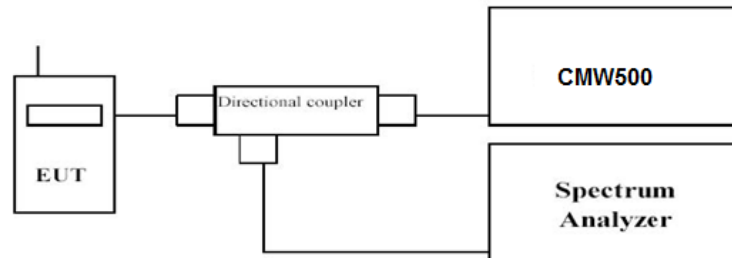 Directional coupler
CMW500
EUT
Spectrum
Analyzer